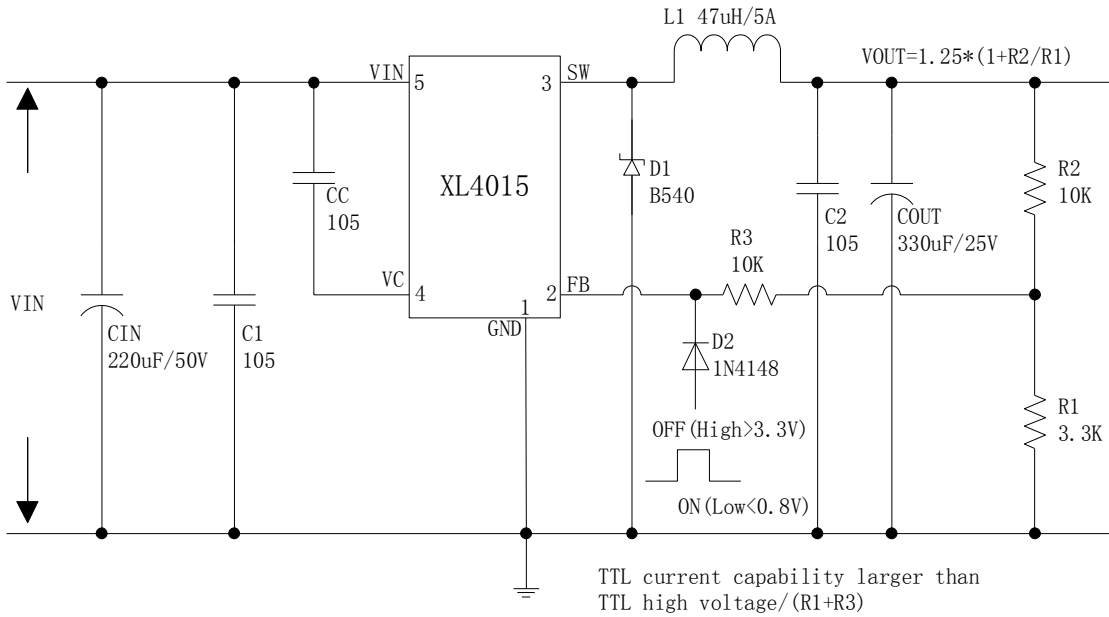 L1 47uH/5A
VOUT=1.25*(1+R2/R1)
VIN
5
3
SW
XL4015
CC
105
D1
B540
R2
10K
C2
105
COUT
330uF/25V
R3
10K
VC
4
2
FB
1
GND
VIN
CIN
220uF/50V
C1
105
D2
1N4148
R1
3.3K
OFF(High>3.3V)
ON(Low<0.8V)
TTL current capability larger than
TTL high voltage/(R1+R3)